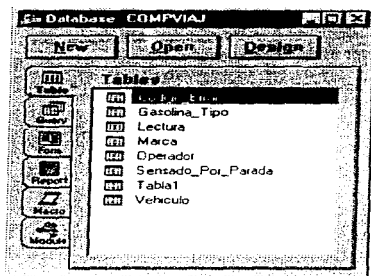 Database COMPVIAJ
New Open Design
Table
Query
Form
Report
Macro
Module
Tables
Codigo_Error
Gasolina_Tipo
Lectura
Marca
Operador
Sensado_Por_Parada
Tabla1
Vehiculo